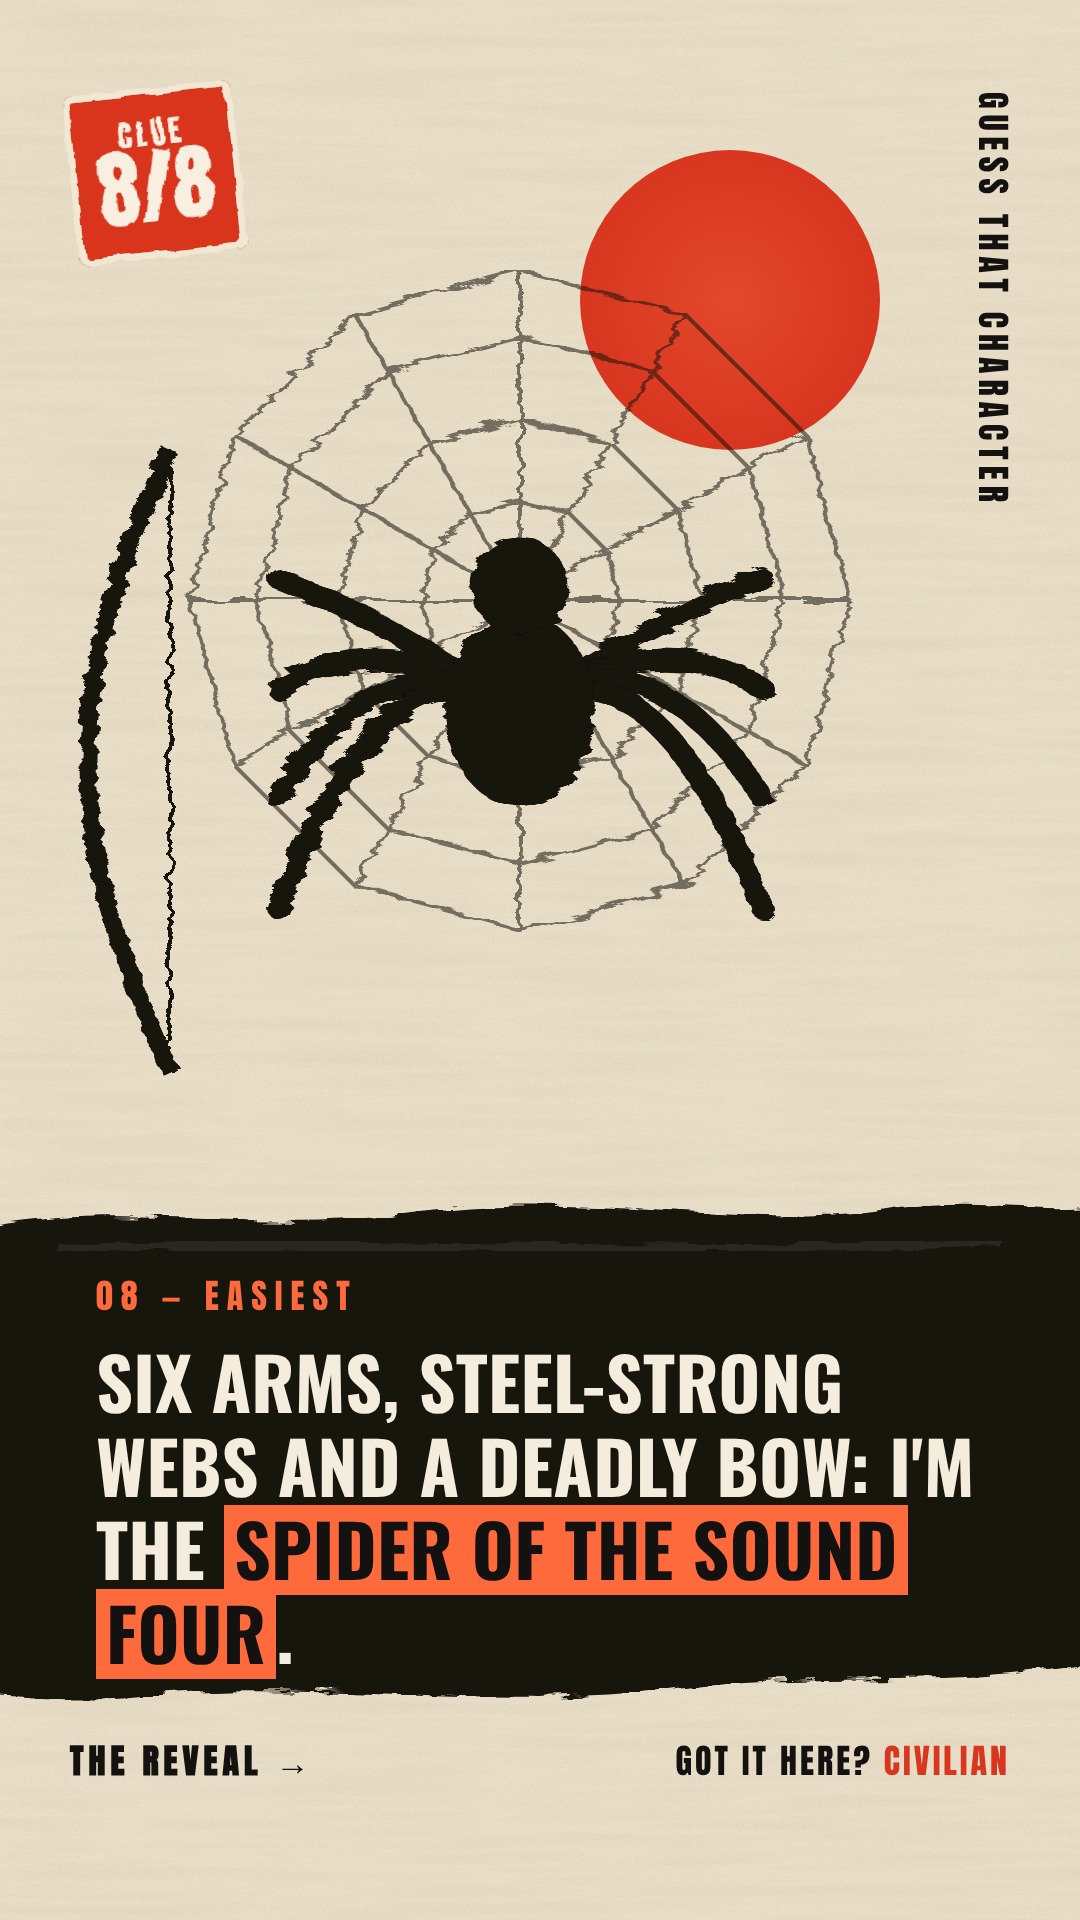 CLUE
8/8
GUESS THAT CHARACTER
08 – EASIEST
SIX ARMS, STEEL-STRONG
WEBS AND A DEADLY BOW: I'M
THE SPIDER OF THE SOUND
FOUR.
THE REVEAL →
GOT IT HERE? CIVILIAN